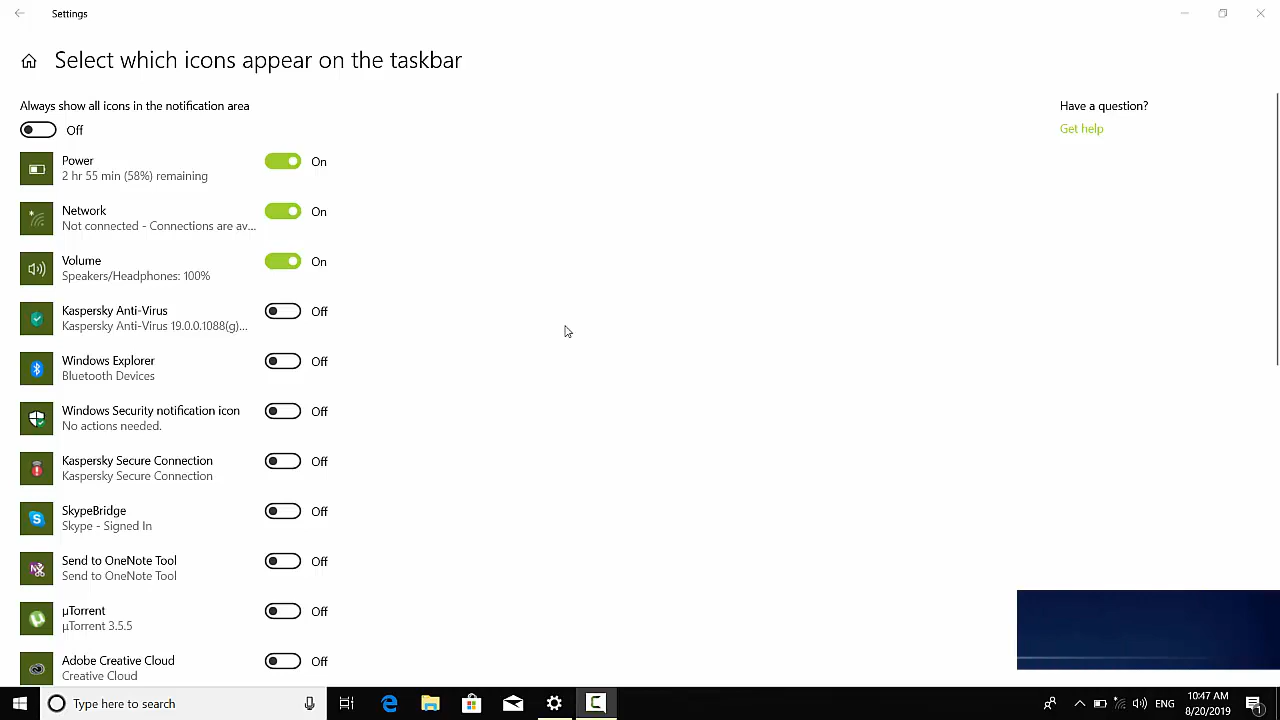 Settings
Select which icons appear on the taskbar
Always show all icons in the notification area
Off
Have a question?
Get help
Power
2 hr 55 min (58%) remaining
On
Network
Not connected - Connections are av...
On
Volume
Speakers/Headphones: 100%
On
Kaspersky Anti-Virus
Kaspersky Anti-Virus 19.0.0.1088(g)...
Off
Windows Explorer
Bluetooth Devices
Off
Windows Security notification icon
No actions needed.
Off
Kaspersky Secure Connection
Kaspersky Secure Connection
Off
SkypeBridge
Skype - Signed In
Off
Send to OneNote Tool
Send to OneNote Tool
Off
µTorrent
µTorrent 3.5.5
Off
Adobe Creative Cloud
Creative Cloud
Off
Type here to search
ENG
10:47 AM
8/20/2019
1